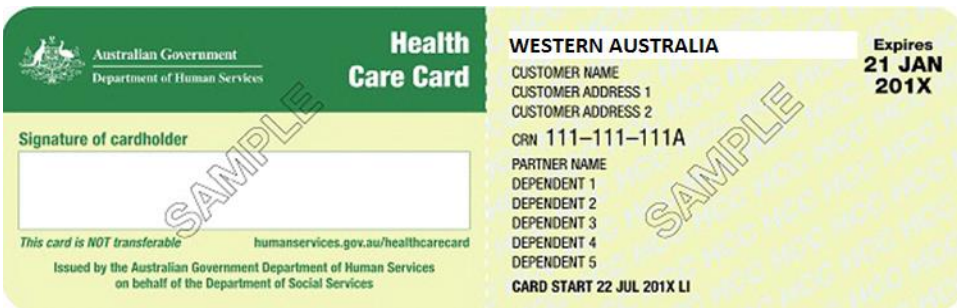 Australian Government
Department of Human Services
Health
Care Card
Signature of cardholder
SAMPLE
This card is NOT transferable
humanservices.gov.au/healthcarecard
Issued by the Australian Government Department of Human Services
on behalf of the Department of Social Services
WESTERN AUSTRALIA
Expires
21 JAN
201X
CUSTOMER NAME
CUSTOMER ADDRESS 1
CUSTOMER ADDRESS 2
CRN 111–111–111A
PARTNER NAME
DEPENDENT 1
DEPENDENT 2
DEPENDENT 3
DEPENDENT 4
DEPENDENT 5
SAMPLE
CARD START 22 JUL 201X LI